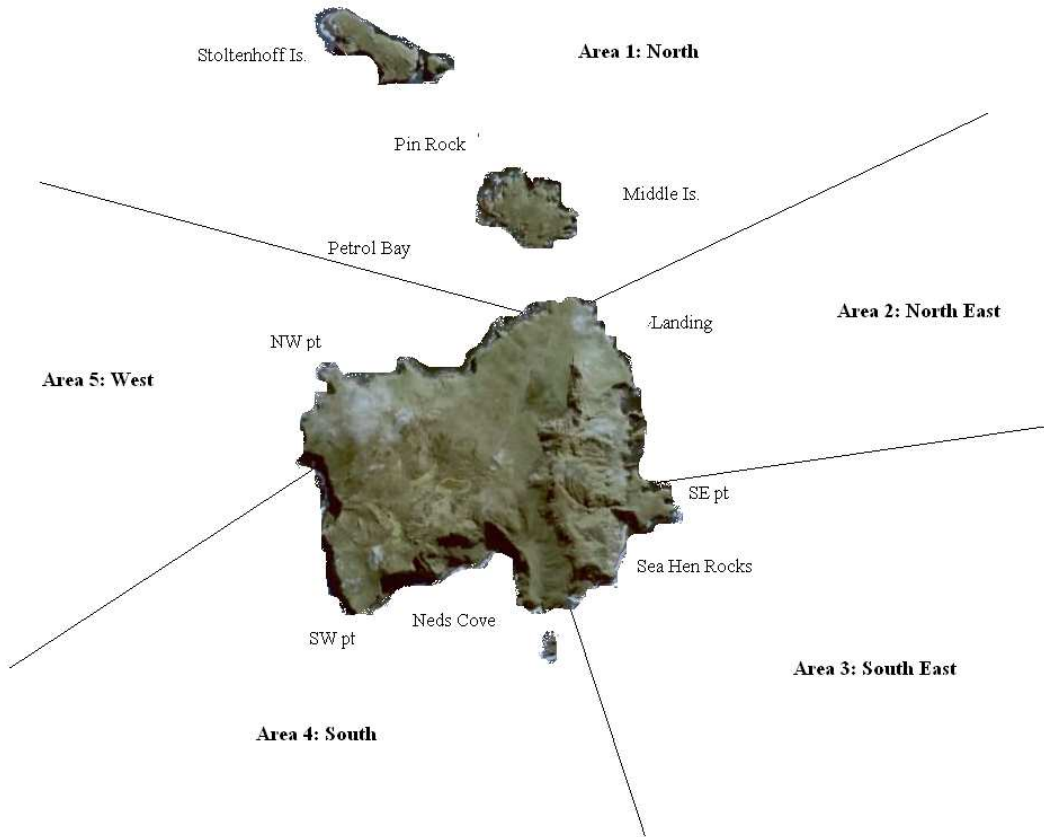 Area 1: North
Stoltenhoff Is.
Pin Rock
Middle Is.
Petrol Bay
Area 2: North East
Landing
NW pt
Area 5: West
SE pt
Sea Hen Rocks
Neds Cove
SW pt
Area 3: South East
Area 4: South